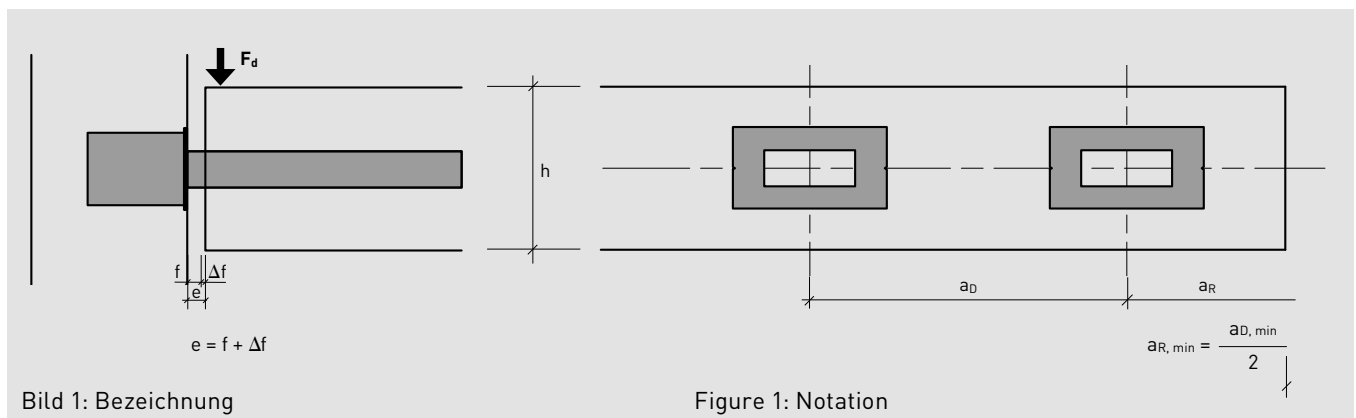 Fd
h
f Δf
e
e = f + Δf
aD
aR
aR, min = aD, min / 2
Bild 1: Bezeichnung
Figure 1: Notation